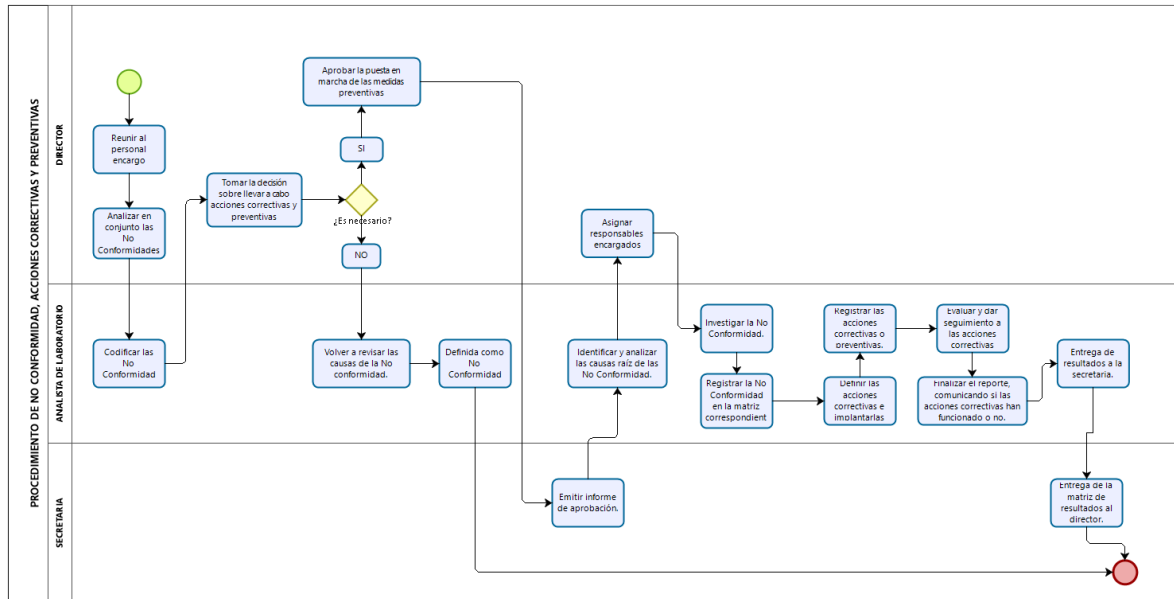 PROCEDIMIENTO DE NO CONFORMIDAD, ACCIONES CORRECTIVAS Y PREVENTIVAS
DIRECTOR
Reunir al
personal
encargo
Analizar en
conjunto las
No
Conformidades
Tomar la decisión
sobre llevar a cabo
acciones correctivas y
preventivas
¿Es necesario?
SI
Aprobar la puesta en
marcha de las medidas
preventivas
NO
Asignar
responsables
encargados
ANALISTA DE LABORATORIO
Codificar las
No
Conformidad
Volver a revisar las
causas de la No
conformidad.
Definida como
No
Conformidad
Identificar y analizar
las causas raíz de las
No Conformidad.
Investigar la No
Conformidad.
Registrar la No
Conformidad
en la matriz
correspondient
Definir las
acciones
correctivas e
implantarlas
Registrar las
acciones
correctivas o
preventivas.
Evaluar y dar
seguimiento a
las acciones
correctivas
Finalizar el reporte,
comunicando si las
acciones correctivas han
funcionado o no.
Entrega de
resultados a la
secretaria.
SECRETARIA
Emitir informe
de aprobación.
Entrega de la
matriz de
resultados al
director.